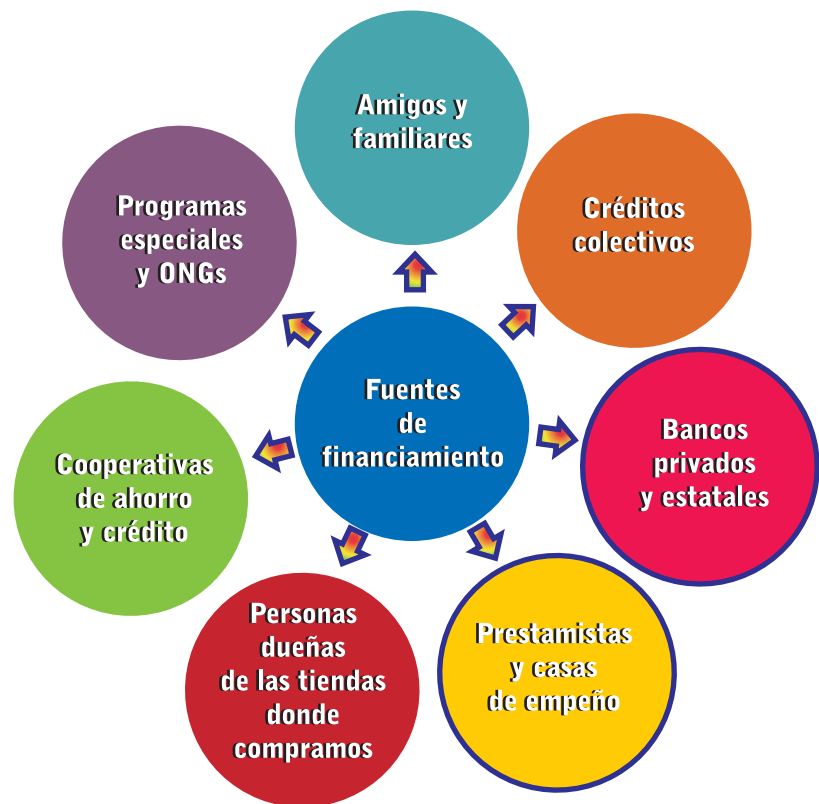 Amigos y
familiares
Créditos
colectivos
Bancos
privados
y estatales
Prestamistas
y casas
de empeño
Personas
dueñas
de las tiendas
donde
compramos
Cooperativas
de ahorro
y crédito
Programas
especiales
y ONGs
Fuentes
de
financiamiento